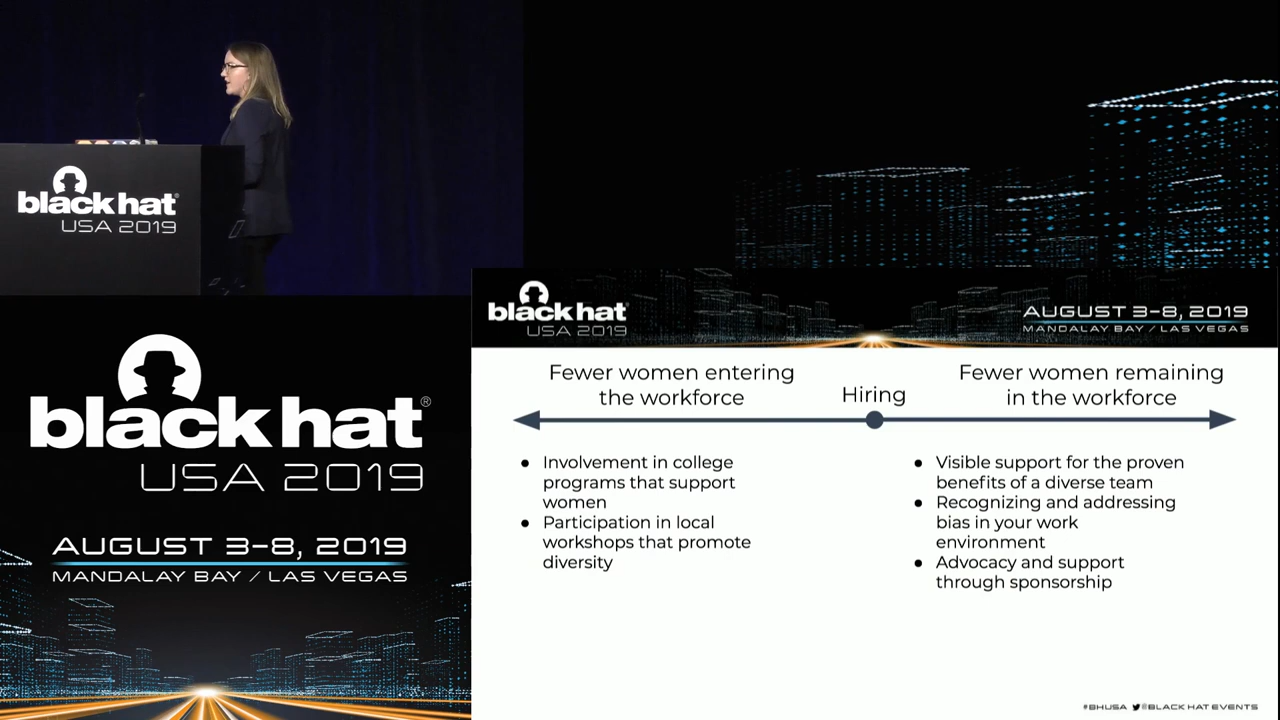 black hat®
USA 2019
black hat®
USA 2019
AUGUST 3-8, 2019
MANDALAY BAY / LAS VEGAS
black hat®
USA 2019
AUGUST 3-8, 2019
MANDALAY BAY / LAS VEGAS
Fewer women entering
the workforce
Hiring
Fewer women remaining
in the workforce
● Involvement in college
programs that support
women
● Participation in local
workshops that promote
diversity
● Visible support for the proven
benefits of a diverse team
● Recognizing and addressing
bias in your work
environment
● Advocacy and support
through sponsorship
#BHUSA @BLACK HAT EVENTS